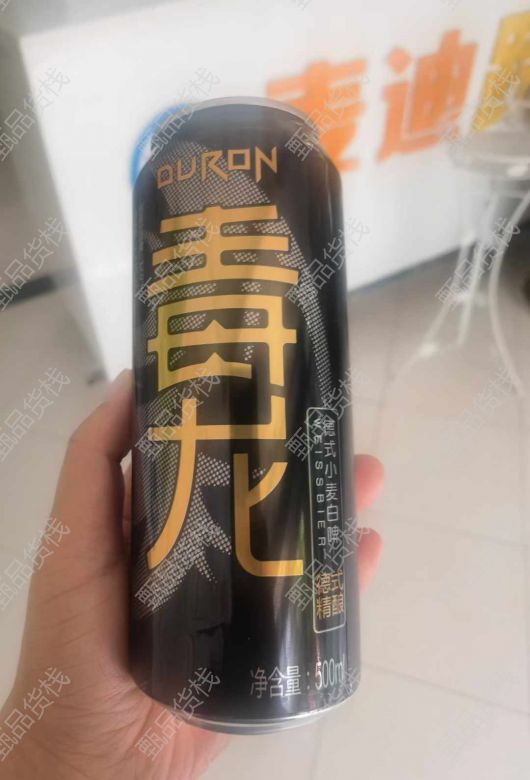 麦迪
DURON
毒龙
德式小麦白啤
WEISSBIER
德式
精酿
净含量：500ml
甄品货栈